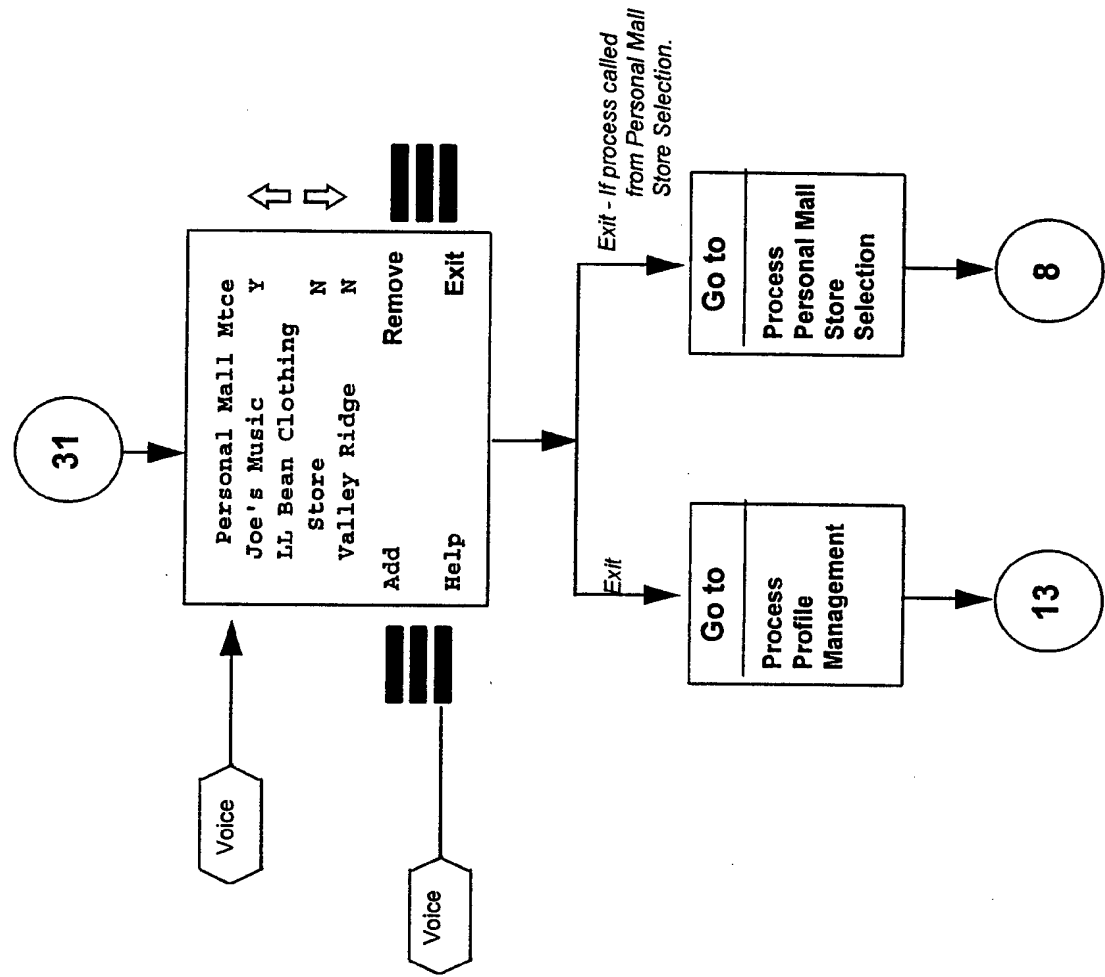 31
Voice
Voice
Personal Mall Mtce
Joe's Music Y
LL Bean Clothing
Store N
Valley Ridge N
Add Remove
Help Exit
Exit
Exit - If process called
from Personal Mall
Store Selection.
Go to
Process
Profile
Management
13
Go to
Process
Personal Mall
Store
Selection
8